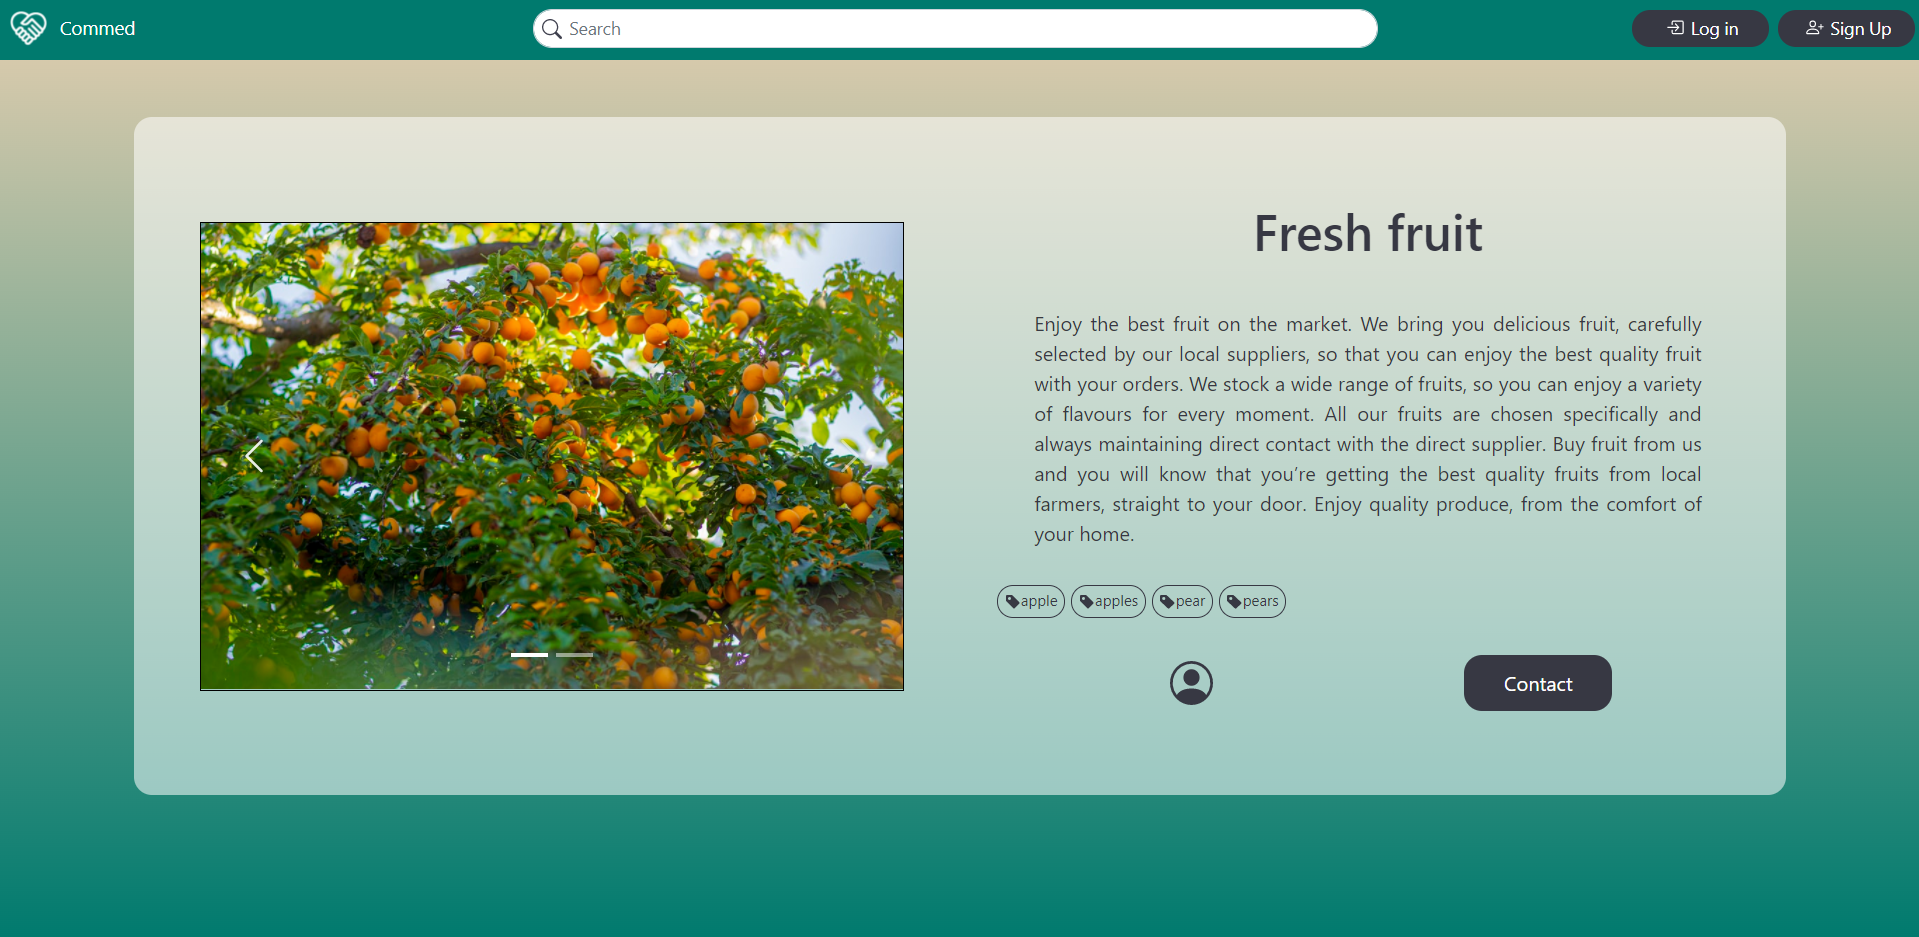 Commed
Search
Log in
Sign Up
Fresh fruit
Enjoy the best fruit on the market. We bring you delicious fruit, carefully
selected by our local suppliers, so that you can enjoy the best quality fruit
with your orders. We stock a wide range of fruits, so you can enjoy a variety
of flavours for every moment. All our fruits are chosen specifically and
always maintaining direct contact with the direct supplier. Buy fruit from us
and you will know that you’re getting the best quality fruits from local
farmers, straight to your door. Enjoy quality produce, from the comfort of
your home.
apple apples pear pears
Contact